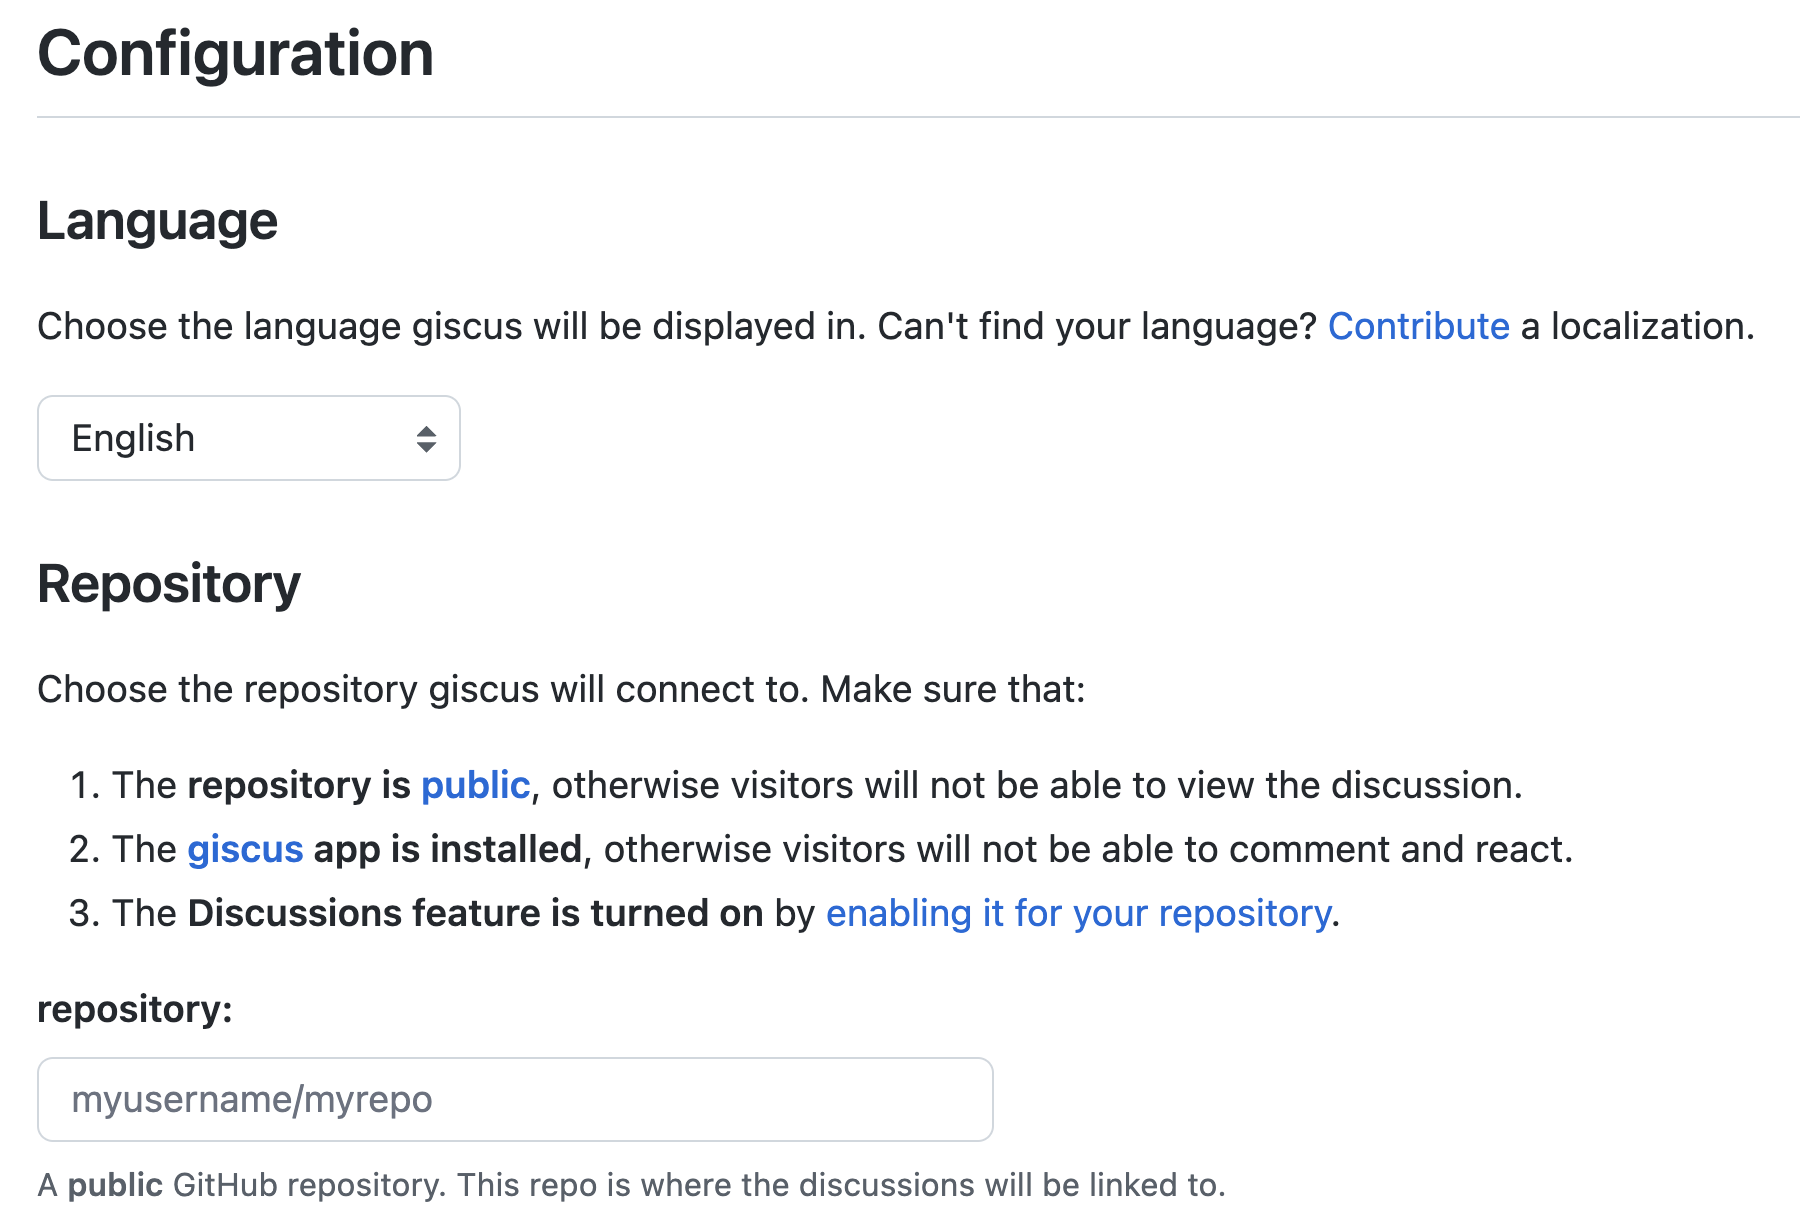 Configuration
Language
Choose the language giscus will be displayed in. Can't find your language? Contribute a localization.
English
Repository
Choose the repository giscus will connect to. Make sure that:
1. The repository is public, otherwise visitors will not be able to view the discussion.
2. The giscus app is installed, otherwise visitors will not be able to comment and react.
3. The Discussions feature is turned on by enabling it for your repository.
repository:
myusername/myrepo
A public GitHub repository. This repo is where the discussions will be linked to.